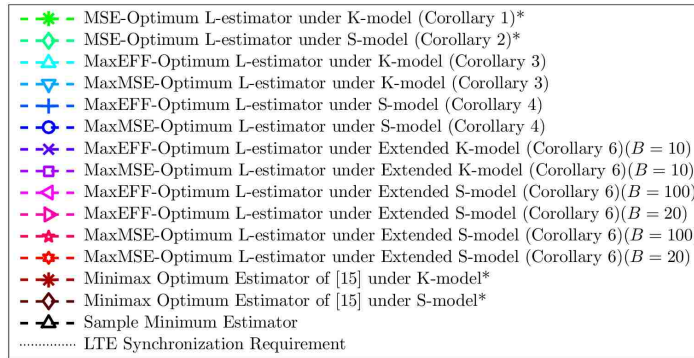 MSE-Optimum L-estimator under K-model (Corollary 1)*
MSE-Optimum L-estimator under S-model (Corollary 2)*
MaxEFF-Optimum L-estimator under K-model (Corollary 3)
MaxMSE-Optimum L-estimator under K-model (Corollary 3)
MaxEFF-Optimum L-estimator under S-model (Corollary 4)
MaxMSE-Optimum L-estimator under S-model (Corollary 4)
MaxEFF-Optimum L-estimator under Extended K-model (Corollary 6)(B = 10)
MaxMSE-Optimum L-estimator under Extended K-model (Corollary 6)(B = 10)
MaxEFF-Optimum L-estimator under Extended S-model (Corollary 6)(B = 100)
MaxEFF-Optimum L-estimator under Extended S-model (Corollary 6)(B = 20)
MaxMSE-Optimum L-estimator under Extended S-model (Corollary 6)(B = 100
MaxMSE-Optimum L-estimator under Extended S-model (Corollary 6)(B = 20)
Minimax Optimum Estimator of [15] under K-model*
Minimax Optimum Estimator of [15] under S-model*
Sample Minimum Estimator
LTE Synchronization Requirement